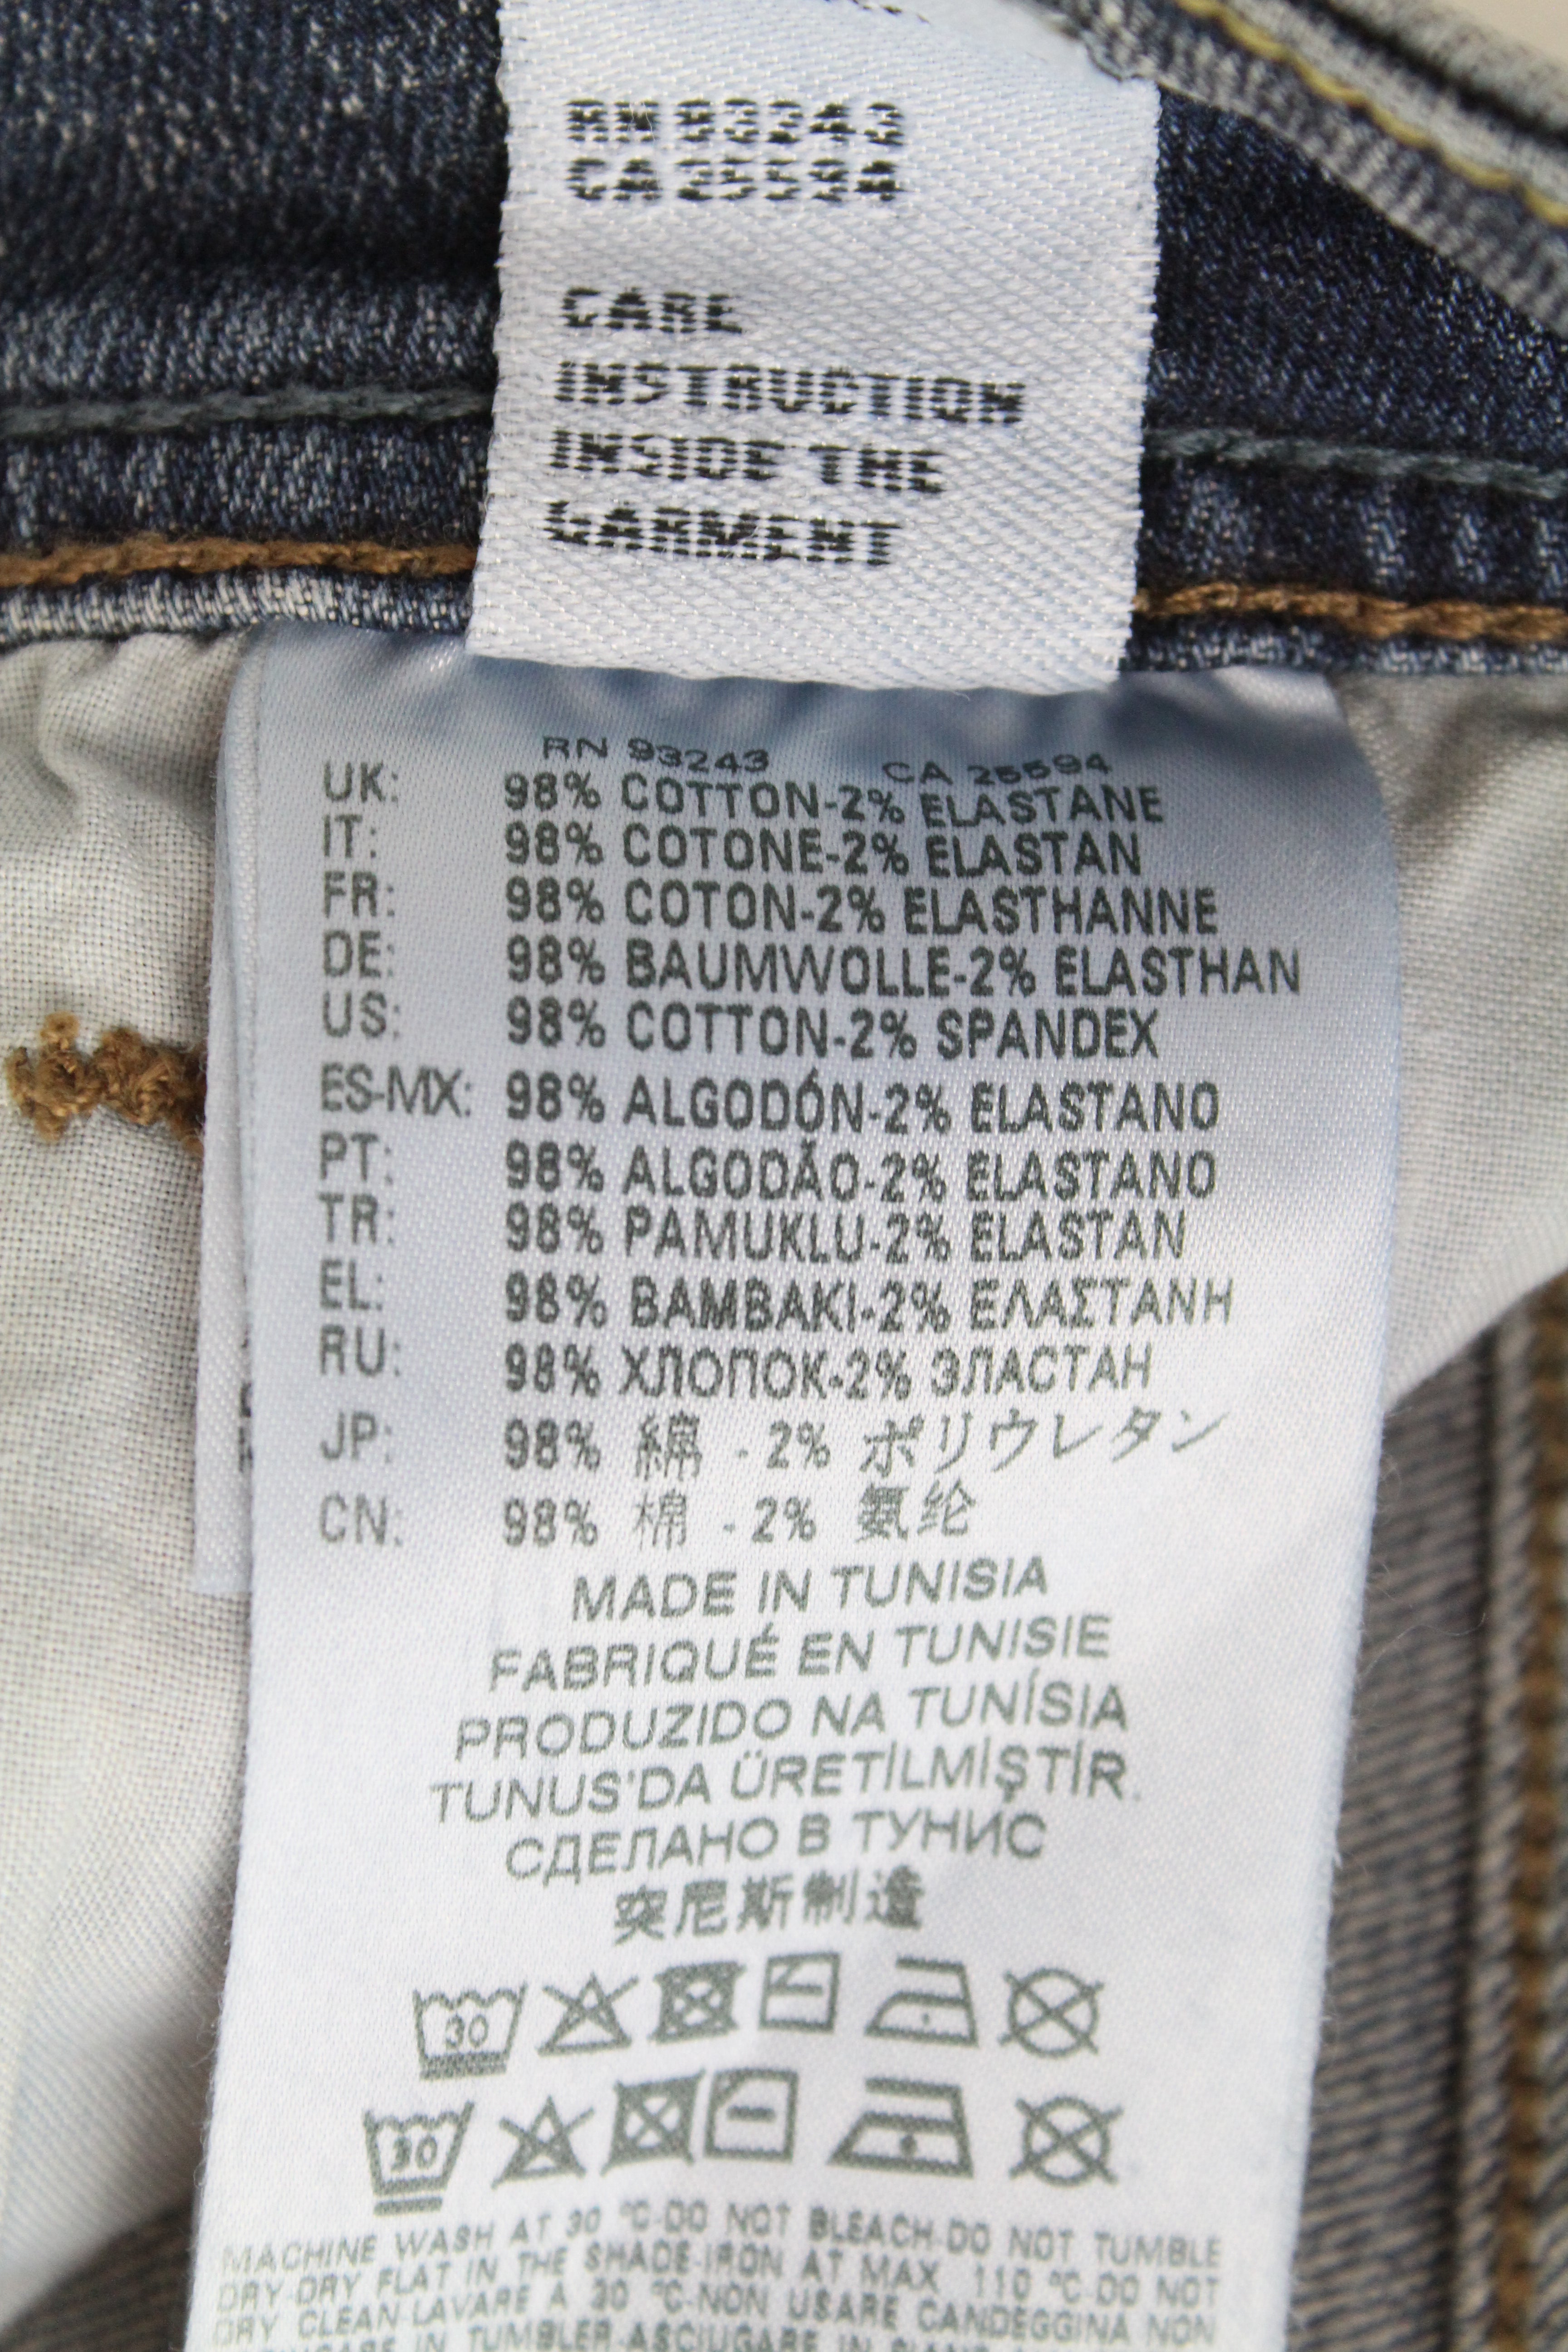 RN 93243
CA 25594
CARE
INSTRUCTION
INSIDE THE
GARMENT
RN 93243 CA 25594
UK: 98% COTTON-2% ELASTANE
IT: 98% COTONE-2% ELASTAN
FR: 98% COTON-2% ELASTHANNE
DE: 98% BAUMWOLLE-2% ELASTHAN
US: 98% COTTON-2% SPANDEX
ES-MX: 98% ALGODÓN-2% ELASTANO
PT: 98% ALGODÃO-2% ELASTANO
TR: 98% PAMUKLU-2% ELASTAN
EL: 98% BAMBAKI-2% ΕΛΑΣΤΑΝΗ
RU: 98% ХЛОПОК-2% ЭЛАСТАН
JP: 98% 綿 - 2% ポリウレタン
CN: 98% 棉 - 2% 氨纶
MADE IN TUNISIA
FABRIQUÉ EN TUNISIE
PRODUZIDO NA TUNÍSIA
TUNUS'DA ÜRETİLMİŞTİR.
СДЕЛАНО В ТУНИС
突尼斯制造
30
30
MACHINE WASH AT 30 °C-DO NOT BLEACH-DO NOT TUMBLE
DRY-DRY FLAT IN THE SHADE-IRON AT MAX 110 °C-DO NOT
DRY CLEAN-LAVARE A 30 °C-NON USARE CANDEGGINA NON
IN TUMBLER-ASCIUGARE IN